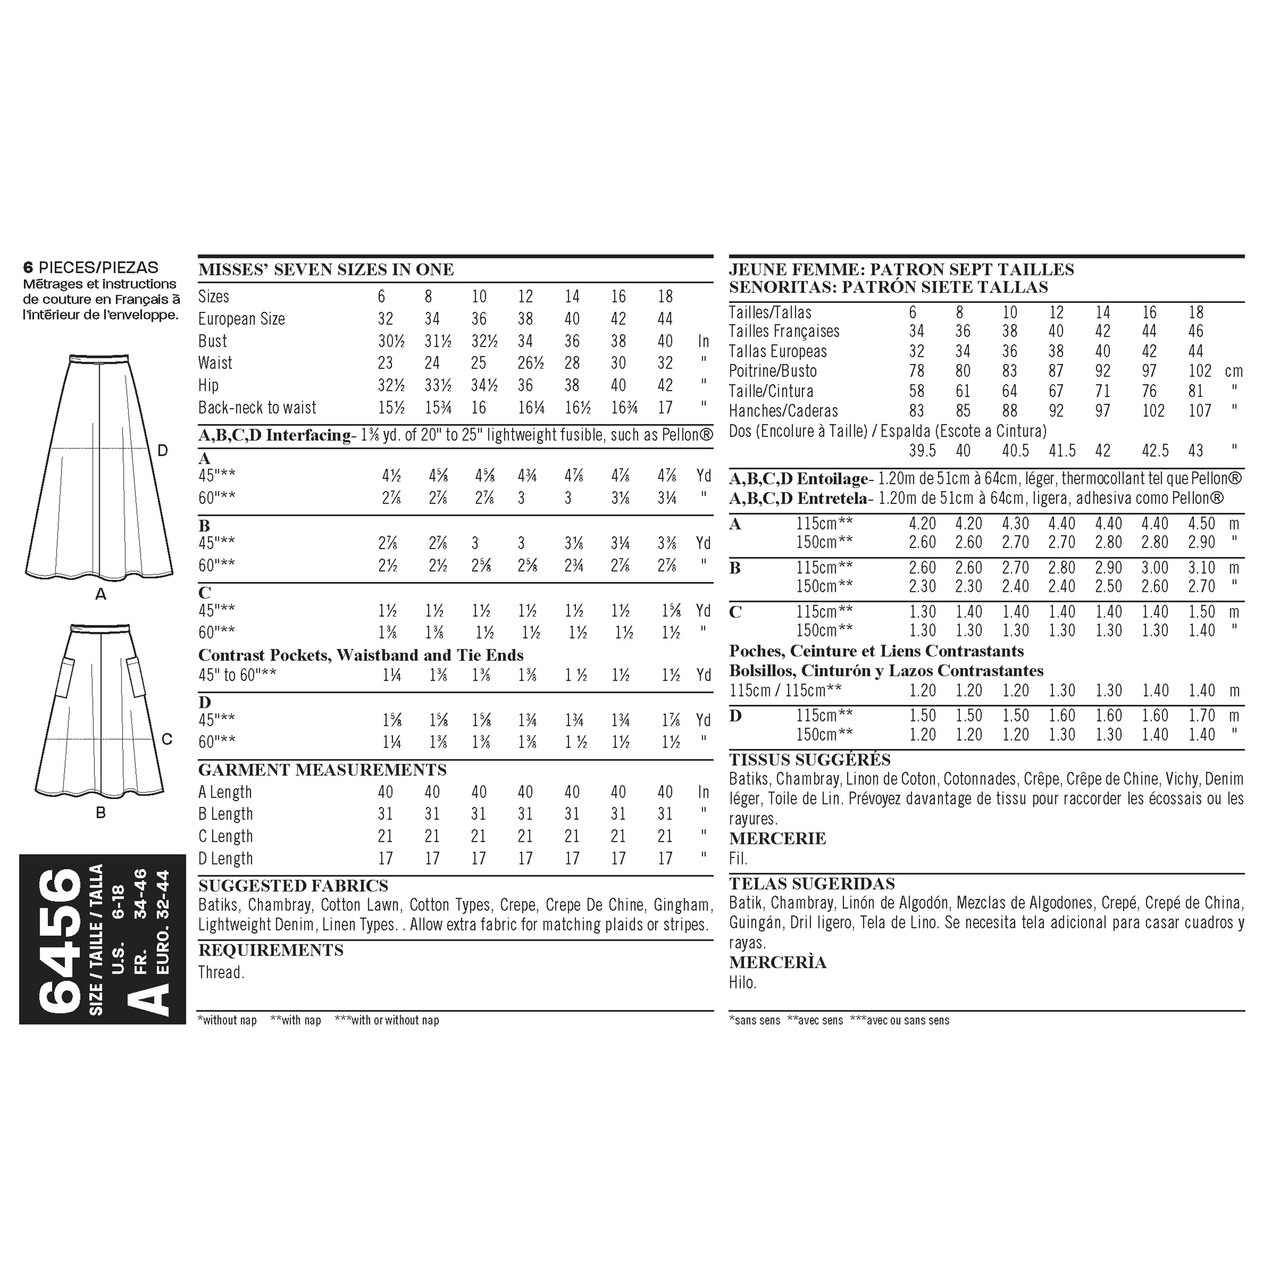 6 PIECES/PIEZAS
Métrages et instructions
de couture en Français à
l'intérieur de l'enveloppe.
D
A
C
B
6456
SIZE / TAILLE / TALLA
U.S. 6-18
FR. 34-46
EURO. 32-44
A
MISSES' SEVEN SIZES IN ONE
Sizes 6 8 10 12 14 16 18
European Size 32 34 36 38 40 42 44
Bust 30½ 31½ 32½ 34 36 38 40 In
Waist 23 24 25 26½ 28 30 32 "
Hip 32½ 33½ 34½ 36 38 40 42 "
Back-neck to waist 15½ 15¾ 16 16¼ 16½ 16¾ 17 "
A,B,C,D Interfacing- 1⅜ yd. of 20" to 25" lightweight fusible, such as Pellon®
A
45"** 4½ 4⅝ 4⅝ 4¾ 4⅞ 4⅞ 4⅞ Yd
60"** 2⅞ 2⅞ 2⅞ 3 3 3⅛ 3¼ "
B
45"** 2⅞ 2⅞ 3 3 3⅛ 3¼ 3⅜ Yd
60"** 2½ 2½ 2⅝ 2⅝ 2¾ 2⅞ 2⅞ "
C
45"** 1½ 1½ 1½ 1½ 1½ 1½ 1⅝ Yd
60"** 1⅜ 1⅜ 1½ 1½ 1½ 1½ 1½ "
Contrast Pockets, Waistband and Tie Ends
45" to 60"** 1¼ 1⅜ 1⅜ 1⅜ 1 ½ 1½ 1½ Yd
D
45"** 1⅝ 1⅝ 1⅝ 1¾ 1¾ 1¾ 1⅞ Yd
60"** 1¼ 1⅜ 1⅜ 1⅜ 1 ½ 1½ 1½ "
GARMENT MEASUREMENTS
A Length 40 40 40 40 40 40 40 In
B Length 31 31 31 31 31 31 31 "
C Length 21 21 21 21 21 21 21 "
D Length 17 17 17 17 17 17 17 "
SUGGESTED FABRICS
Batiks, Chambray, Cotton Lawn, Cotton Types, Crepe, Crepe De Chine, Gingham,
Lightweight Denim, Linen Types. . Allow extra fabric for matching plaids or stripes.
REQUIREMENTS
Thread.
*without nap **with nap ***with or without nap
JEUNE FEMME: PATRON SEPT TAILLES
SENORITAS: PATRÓN SIETE TALLAS
Tailles/Tallas 6 8 10 12 14 16 18
Tailles Françaises 34 36 38 40 42 44 46
Tallas Europeas 32 34 36 38 40 42 44
Poitrine/Busto 78 80 83 87 92 97 102 cm
Taille/Cintura 58 61 64 67 71 76 81 "
Hanches/Caderas 83 85 88 92 97 102 107 "
Dos (Encolure à Taille) / Espalda (Escote a Cintura)
39.5 40 40.5 41.5 42 42.5 43 "
A,B,C,D Entoilage- 1.20m de 51cm à 64cm, léger, thermocollant tel que Pellon®
A,B,C,D Entretela- 1.20m de 51cm à 64cm, ligera, adhesiva como Pellon®
A 115cm** 4.20 4.20 4.30 4.40 4.40 4.40 4.50 m
150cm** 2.60 2.60 2.70 2.70 2.80 2.80 2.90 "
B 115cm** 2.60 2.60 2.70 2.80 2.90 3.00 3.10 m
150cm** 2.30 2.30 2.40 2.40 2.50 2.60 2.70 "
C 115cm** 1.30 1.40 1.40 1.40 1.40 1.40 1.50 m
150cm** 1.30 1.30 1.30 1.30 1.30 1.30 1.40 "
Poches, Ceinture et Liens Contrastants
Bolsillos, Cinturón y Lazos Contrastantes
115cm / 115cm** 1.20 1.20 1.20 1.30 1.30 1.40 1.40 m
D 115cm** 1.50 1.50 1.50 1.60 1.60 1.60 1.70 m
150cm** 1.20 1.20 1.20 1.30 1.30 1.40 1.40 "
TISSUS SUGGÉRÉS
Batiks, Chambray, Linon de Coton, Cotonnades, Crêpe, Crêpe de Chine, Vichy, Denim
léger, Toile de Lin. Prévoyez davantage de tissu pour raccorder les écossais ou les
rayures.
MERCERIE
Fil.
TELAS SUGERIDAS
Batik, Chambray, Linón de Algodón, Mezclas de Algodones, Crepé, Crepé de China,
Guingán, Dril ligero, Tela de Lino. Se necesita tela adicional para casar cuadros y
rayas.
MERCERÌA
Hilo.
*sans sens **avec sens ***avec ou sans sens